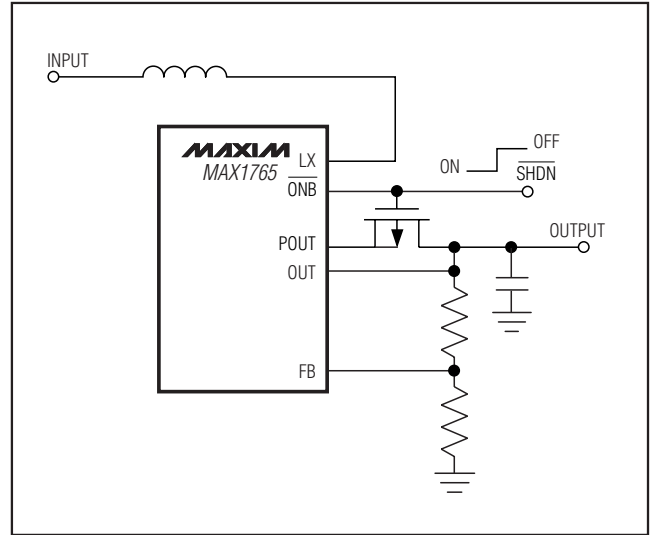 INPUT
MAXIM
MAX1765
LX
ONB
POUT
OUT
FB
ON
OFF
SHDN
OUTPUT